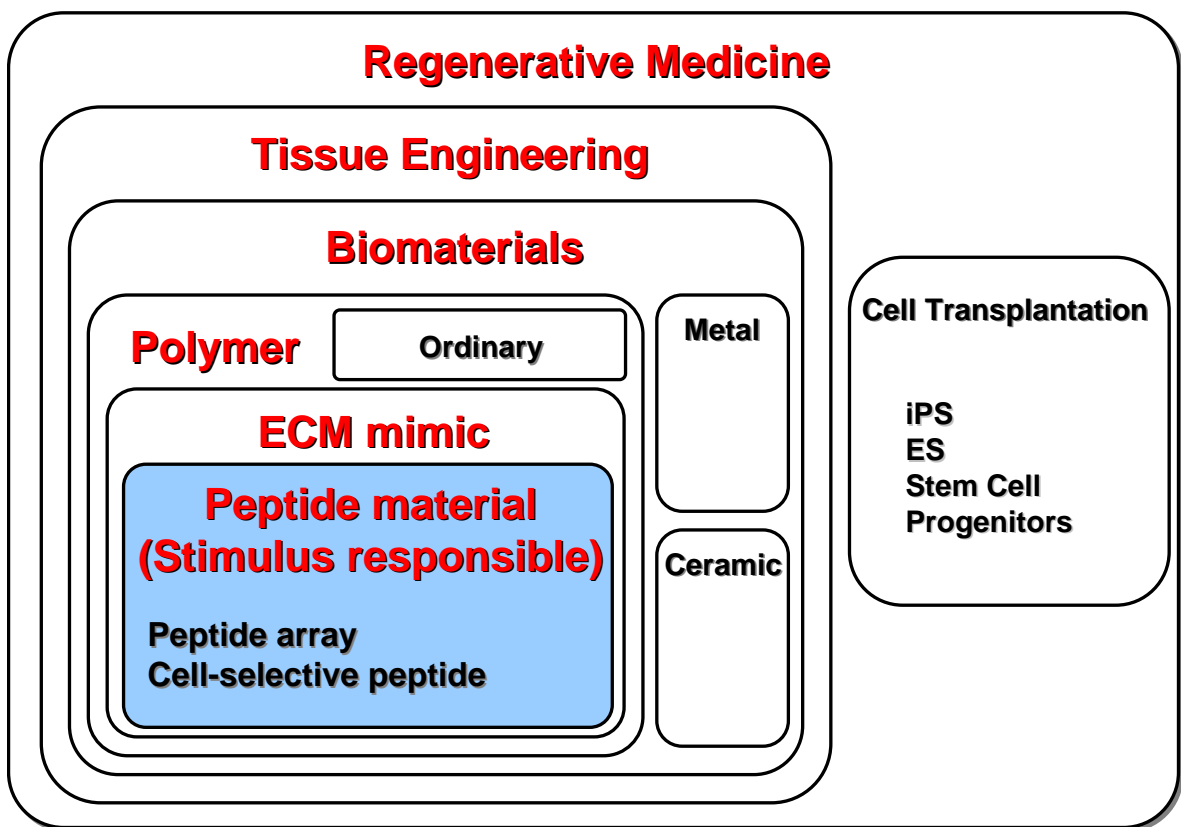 Regenerative Medicine
Tissue Engineering
Biomaterials
Polymer
Ordinary
ECM mimic
Peptide material
(Stimulus responsible)
Peptide array
Cell-selective peptide
Metal
Ceramic
Cell Transplantation
iPS
ES
Stem Cell
Progenitors